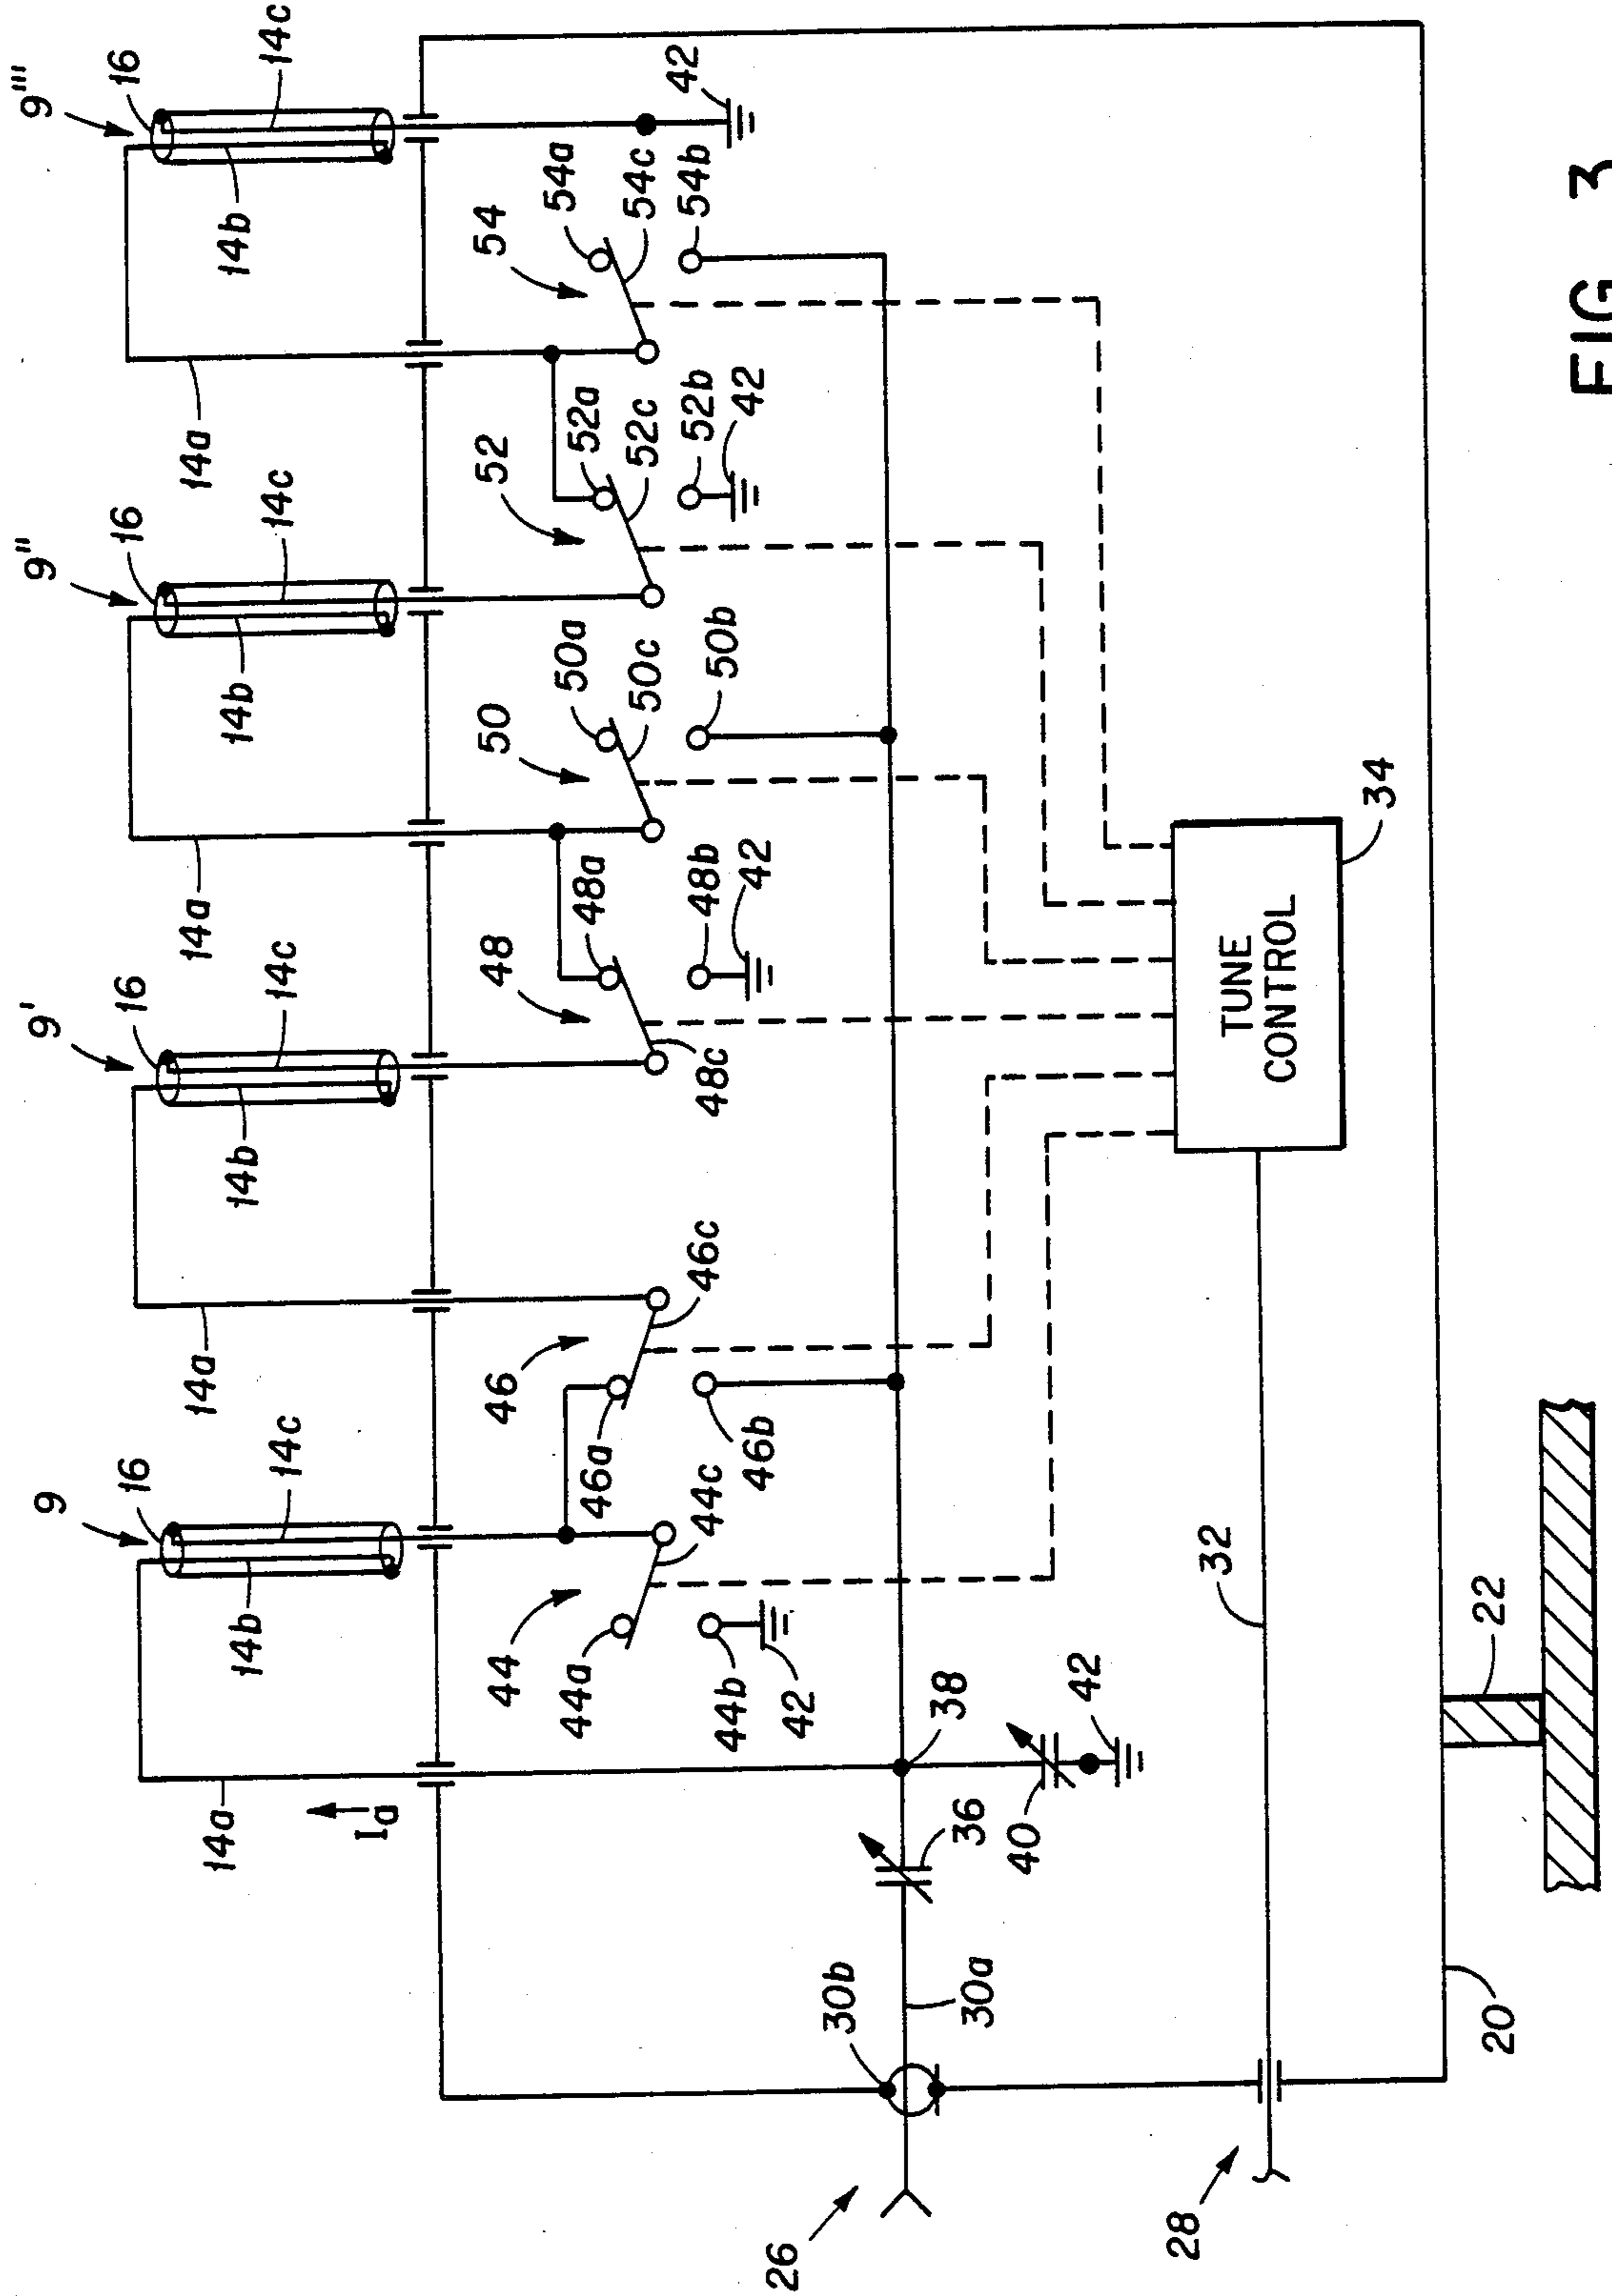 9 9' 9" 9'''
16 16 16 16
14a 14b 14c 14a 14b 14c 14a 14b 14c 14a 14b 14c
Ia
44 46 48 50 52 54
44a 44c 46a 46c 48a 50a 50c 52a 52c 54a 54c
44b 46b 48c 48b 50b 52b 54b
42 42 42 42
26 30b 30a 36 38
40 42
28 32
TUNE
CONTROL
34
20 22
FIG. 3